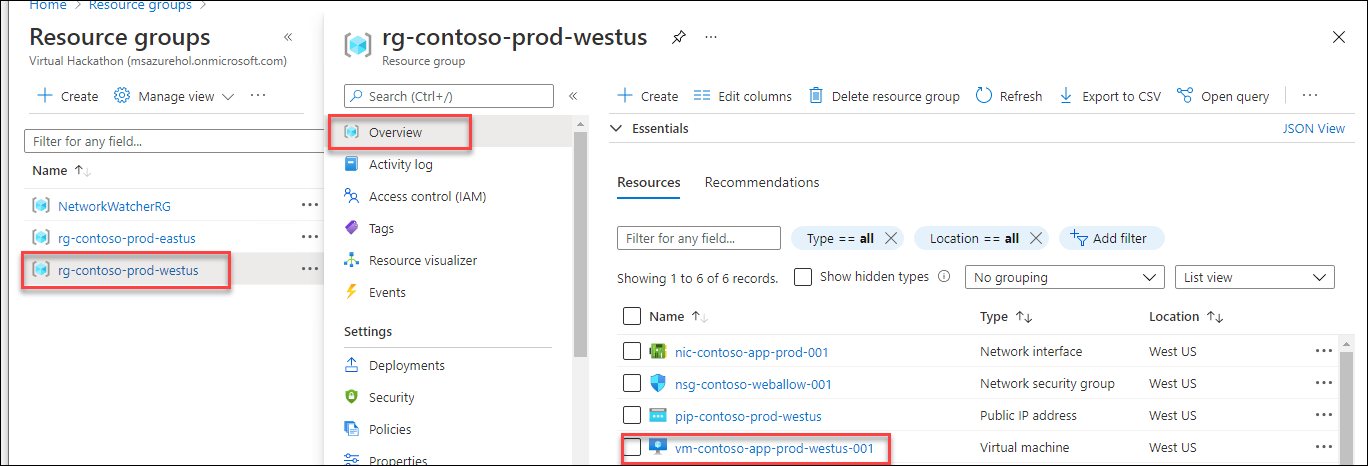 Home > Resource groups >
Resource groups
Virtual Hackathon (msazurehol.onmicrosoft.com)
Create Manage view ...
Filter for any field...
Name
NetworkWatcherRG ...
rg-contoso-prod-eastus ...
rg-contoso-prod-westus ...
rg-contoso-prod-westus ...
Resource group
Search (Ctrl+/)
Overview
Activity log
Access control (IAM)
Tags
Resource visualizer
Events
Settings
Deployments
Security
Policies
Properties
Create Edit columns Delete resource group Refresh Export to CSV Open query ...
Essentials JSON View
Resources Recommendations
Filter for any field... Type == all Location == all Add filter
Showing 1 to 6 of 6 records. Show hidden types No grouping List view
Name Type Location
nic-contoso-app-prod-001 Network interface West US ...
nsg-contoso-weballow-001 Network security group West US ...
pip-contoso-prod-westus Public IP address West US ...
vm-contoso-app-prod-westus-001 Virtual machine West US ...